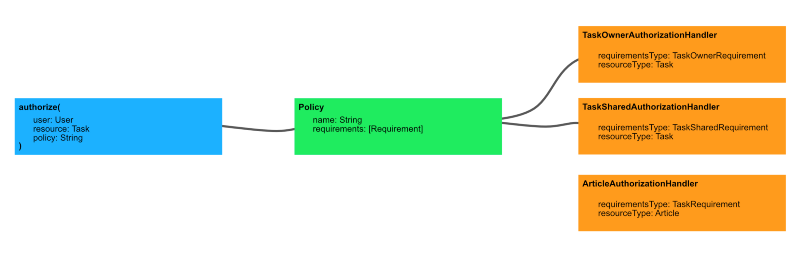 authorize(
user: User
resource: Task
policy: String
)
Policy
name: String
requirements: [Requirement]
TaskOwnerAuthorizationHandler
requirementsType: TaskOwnerRequirement
resourceType: Task
TaskSharedAuthorizationHandler
requirementsType: TaskSharedRequirement
resourceType: Task
ArticleAuthorizationHandler
requirementsType: TaskRequirement
resourceType: Article